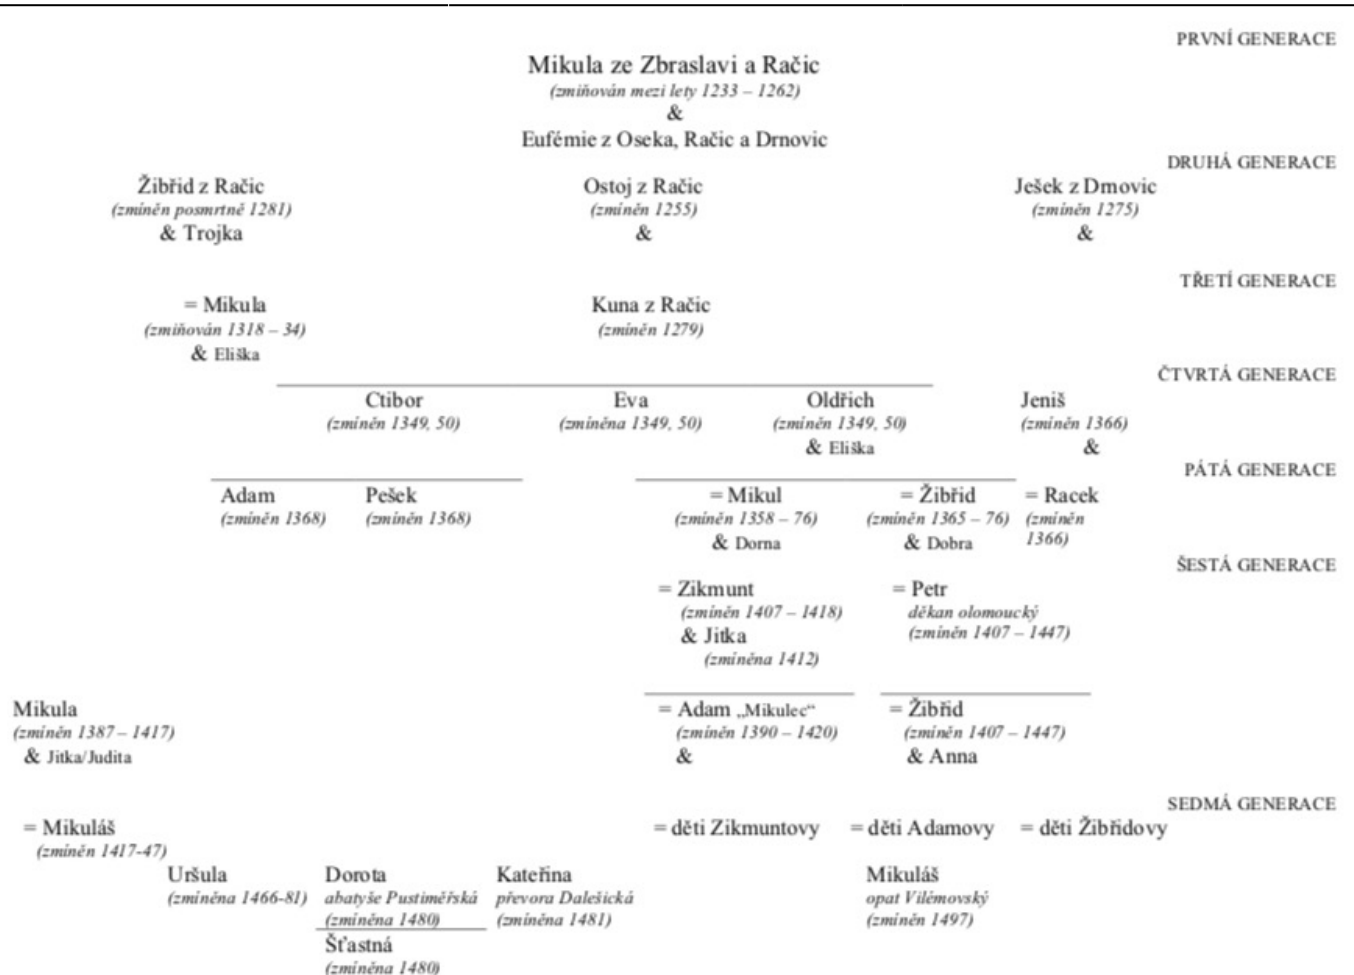 PRVNÍ GENERACE
Mikula ze Zbraslavi a Račic
(zmiňován mezi lety 1233 – 1262)
&
Eufémie z Oseka, Račic a Drnovic
DRUHÁ GENERACE
Žibřid z Račic Ostoj z Račic Ješek z Drnovic
(zmíněn posmrtně 1281) (zmíněn 1255) (zmíněn 1275)
& Trojka & &
TŘETÍ GENERACE
= Mikula Kuna z Račic
(zmiňován 1318 – 34) (zmíněn 1279)
& Eliška
ČTVRTÁ GENERACE
Ctibor Eva Oldřich Jeniš
(zmíněn 1349, 50) (zmíněna 1349, 50) (zmíněn 1349, 50) (zmíněn 1366)
& Eliška &
PÁTÁ GENERACE
Adam Pešek = Mikul = Žibřid = Racek
(zmíněn 1368) (zmíněn 1368) (zmíněn 1358 – 76) (zmíněn 1365 – 76) (zmíněn
& Dorna & Dobra 1366)
ŠESTÁ GENERACE
= Zikmunt = Petr
(zmíněn 1407 – 1418) děkan olomoucký
& Jitka (zmíněn 1407 – 1447)
(zmíněna 1412)
Mikula = Adam „Mikulec“ = Žibřid
(zmíněn 1387 – 1417) (zmíněn 1390 – 1420) (zmíněn 1407 – 1447)
& Jitka/Judita & & Anna
SEDMÁ GENERACE
= Mikuláš = děti Zikmuntovy = děti Adamovy = děti Žibřidovy
(zmíněn 1417-47)
Uršula Dorota Kateřina Mikuláš
(zmíněna 1466-81) abatyše Pustiměřská převora Dalešická opat Vilémovský
(zmíněna 1480) (zmíněna 1481) (zmíněn 1497)
Šťastná
(zmíněna 1480)